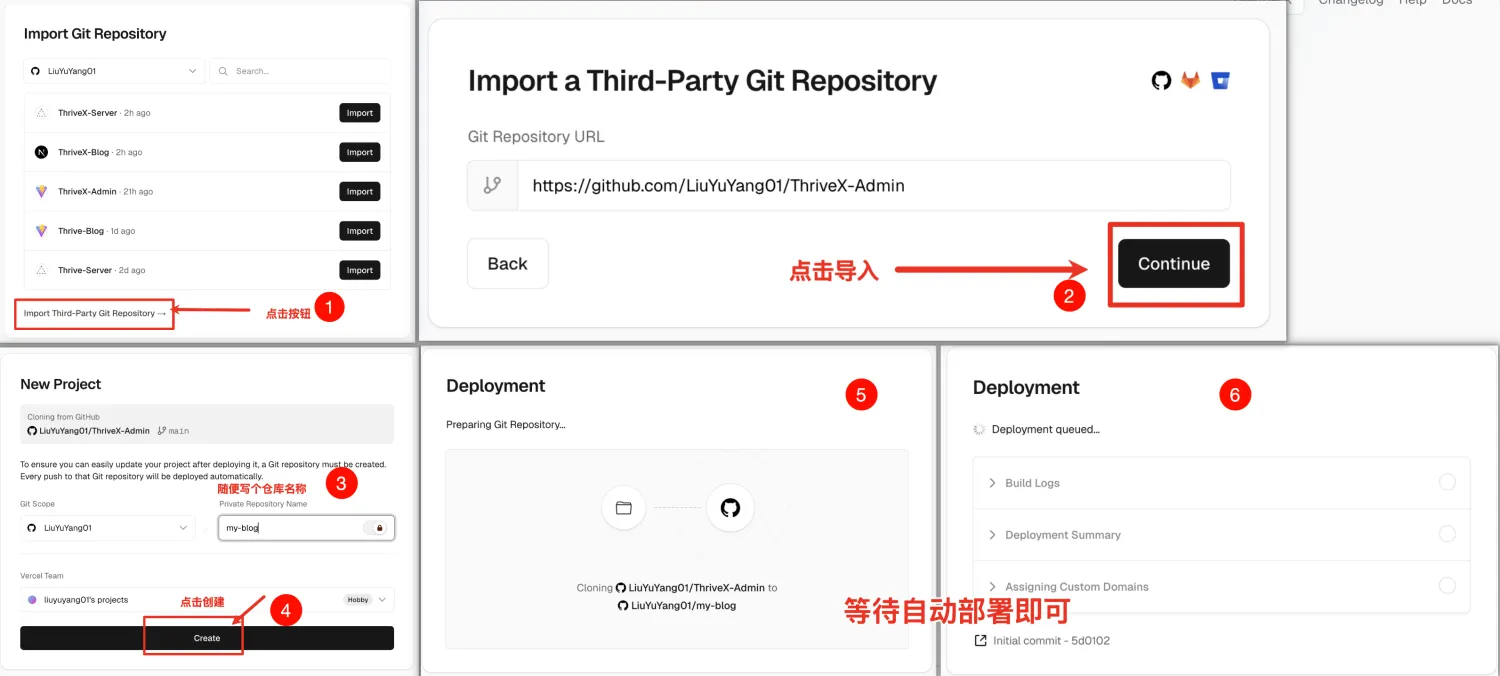 Import Git Repository
LiuYuYang01
Search...
ThriveX-Server · 2h ago
Import
ThriveX-Blog · 2h ago
Import
ThriveX-Admin · 21h ago
Import
Thrive-Blog · 1d ago
Import
Thrive-Server · 2d ago
Import
Import Third-Party Git Repository →
点击按钮
1
Changelog Help Docs
Import a Third-Party Git Repository
Git Repository URL
https://github.com/LiuYuYang01/ThriveX-Admin
Back
点击导入
2
Continue
New Project
Cloning from GitHub
LiuYuYang01/ThriveX-Admin main
To ensure you can easily update your project after deploying it, a Git repository must be created.
Every push to that Git repository will be deployed automatically.
随便写个仓库名称
3
Git Scope
Private Repository Name
LiuYuYang01
my-blog
Vercel Team
liuyuyang01's projects
Hobby
点击创建
4
Create
Deployment
5
Preparing Git Repository...
Cloning LiuYuYang01/ThriveX-Admin to
LiuYuYang01/my-blog
等待自动部署即可
Deployment
6
Deployment queued...
Build Logs
Deployment Summary
Assigning Custom Domains
Initial commit - 5d0102